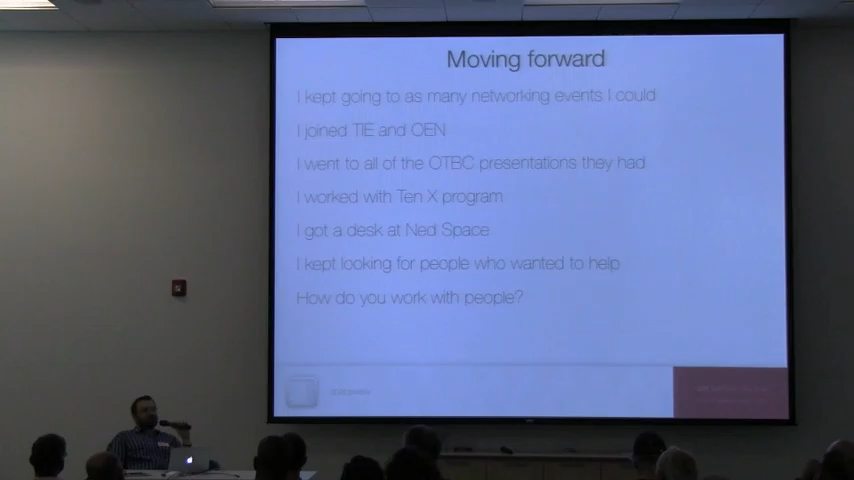 Moving forward
I kept going to as many networking events I could
I joined TIE and OEN
I went to all of the OTBC presentations they had
I worked with Ten X program
I got a desk at Ned Space
I kept looking for people who wanted to help
How do you work with people?